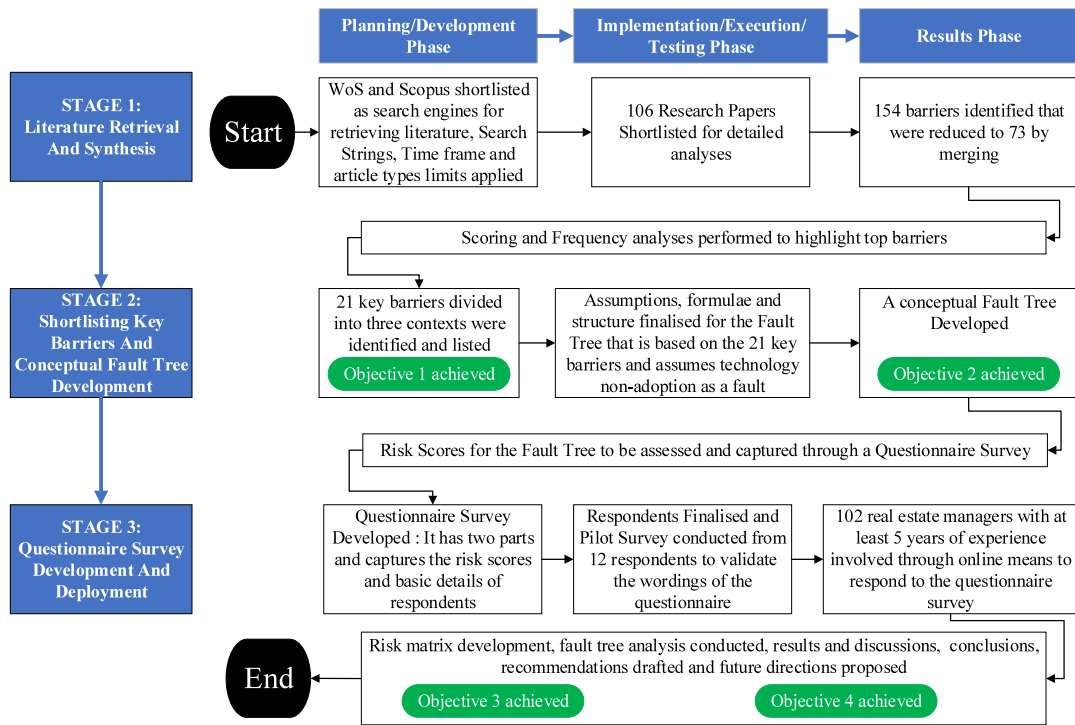 Planning/Development
Phase
Implementation/Execution/
Testing Phase
Results Phase
STAGE 1:
Literature Retrieval
And Synthesis
Start
WoS and Scopus shortlisted
as search engines for
retrieving literature, Search
Strings, Time frame and
article types limits applied
106 Research Papers
Shortlisted for detailed
analyses
154 barriers identified that
were reduced to 73 by
merging
Scoring and Frequency analyses performed to highlight top barriers
STAGE 2:
Shortlisting Key
Barriers And
Conceptual Fault Tree
Development
21 key barriers divided
into three contexts were
identified and listed
Objective 1 achieved
Assumptions, formulae and
structure finalised for the Fault
Tree that is based on the 21 key
barriers and assumes technology
non-adoption as a fault
A conceptual Fault Tree
Developed
Objective 2 achieved
Risk Scores for the Fault Tree to be assessed and captured through a Questionnaire Survey
STAGE 3:
Questionnaire Survey
Development And
Deployment
Questionnaire Survey
Developed : It has two parts
and captures the risk scores
and basic details of
respondents
Respondents Finalised and
Pilot Survey conducted from
12 respondents to validate
the wordings of the
questionnaire
102 real estate managers with at
least 5 years of experience
involved through online means to
respond to the questionnaire
survey
Risk matrix development, fault tree analysis conducted, results and discussions, conclusions,
recommendations drafted and future directions proposed
Objective 3 achieved
Objective 4 achieved
End